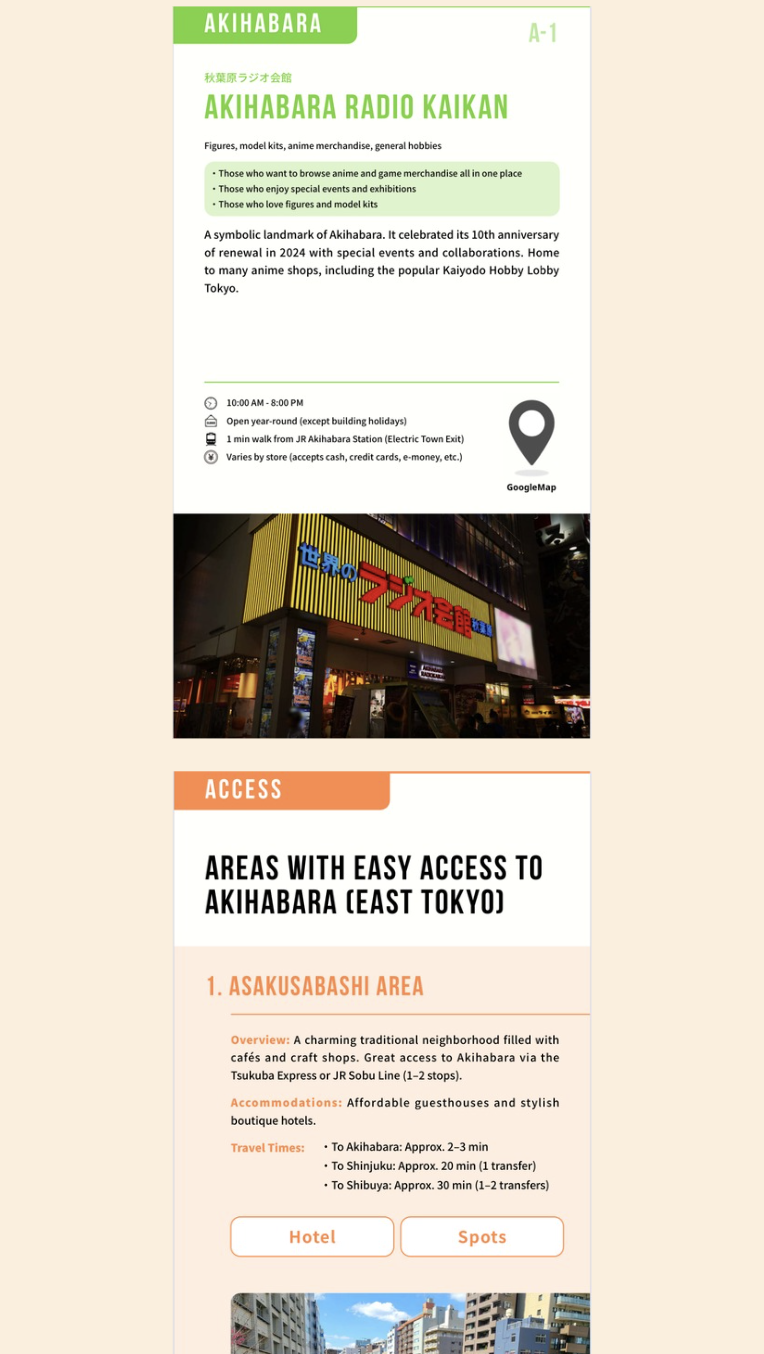 AKIHABARA
A-1
秋葉原ラジオ会館
AKIHABARA RADIO KAIKAN
Figures, model kits, anime merchandise, general hobbies
・Those who want to browse anime and game merchandise all in one place
・Those who enjoy special events and exhibitions
・Those who love figures and model kits
A symbolic landmark of Akihabara. It celebrated its 10th anniversary
of renewal in 2024 with special events and collaborations. Home
to many anime shops, including the popular Kaiyodo Hobby Lobby
Tokyo.
10:00 AM - 8:00 PM
Open year-round (except building holidays)
1 min walk from JR Akihabara Station (Electric Town Exit)
Varies by store (accepts cash, credit cards, e-money, etc.)
GoogleMap
世界の
ラジオ会館
秋葉原
ACCESS
AREAS WITH EASY ACCESS TO
AKIHABARA (EAST TOKYO)
1. ASAKUSABASHI AREA
Overview: A charming traditional neighborhood filled with
cafés and craft shops. Great access to Akihabara via the
Tsukuba Express or JR Sobu Line (1–2 stops).
Accommodations: Affordable guesthouses and stylish
boutique hotels.
Travel Times: ・To Akihabara: Approx. 2–3 min
・To Shinjuku: Approx. 20 min (1 transfer)
・To Shibuya: Approx. 30 min (1–2 transfers)
Hotel
Spots